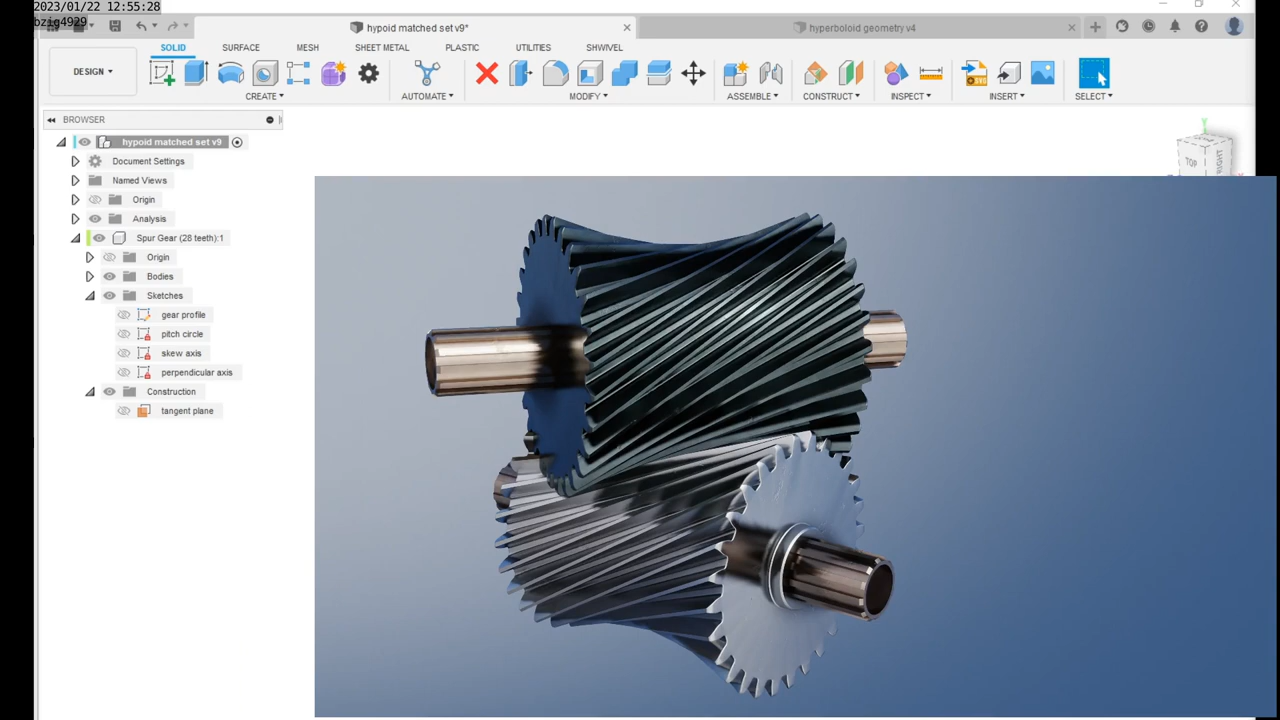 2023/01/22 12:55:28
bzig4929
hypoid matched set v9*
hyperboloid geometry v4
DESIGN
SOLID
SURFACE
MESH
SHEET METAL
PLASTIC
UTILITIES
SHWIVEL
CREATE
AUTOMATE
MODIFY
ASSEMBLE
CONSTRUCT
INSPECT
INSERT
SELECT
BROWSER
hypoid matched set v9
Document Settings
Named Views
Origin
Analysis
Spur Gear (28 teeth):1
Origin
Bodies
Sketches
gear profile
pitch circle
skew axis
perpendicular axis
Construction
tangent plane
TOP